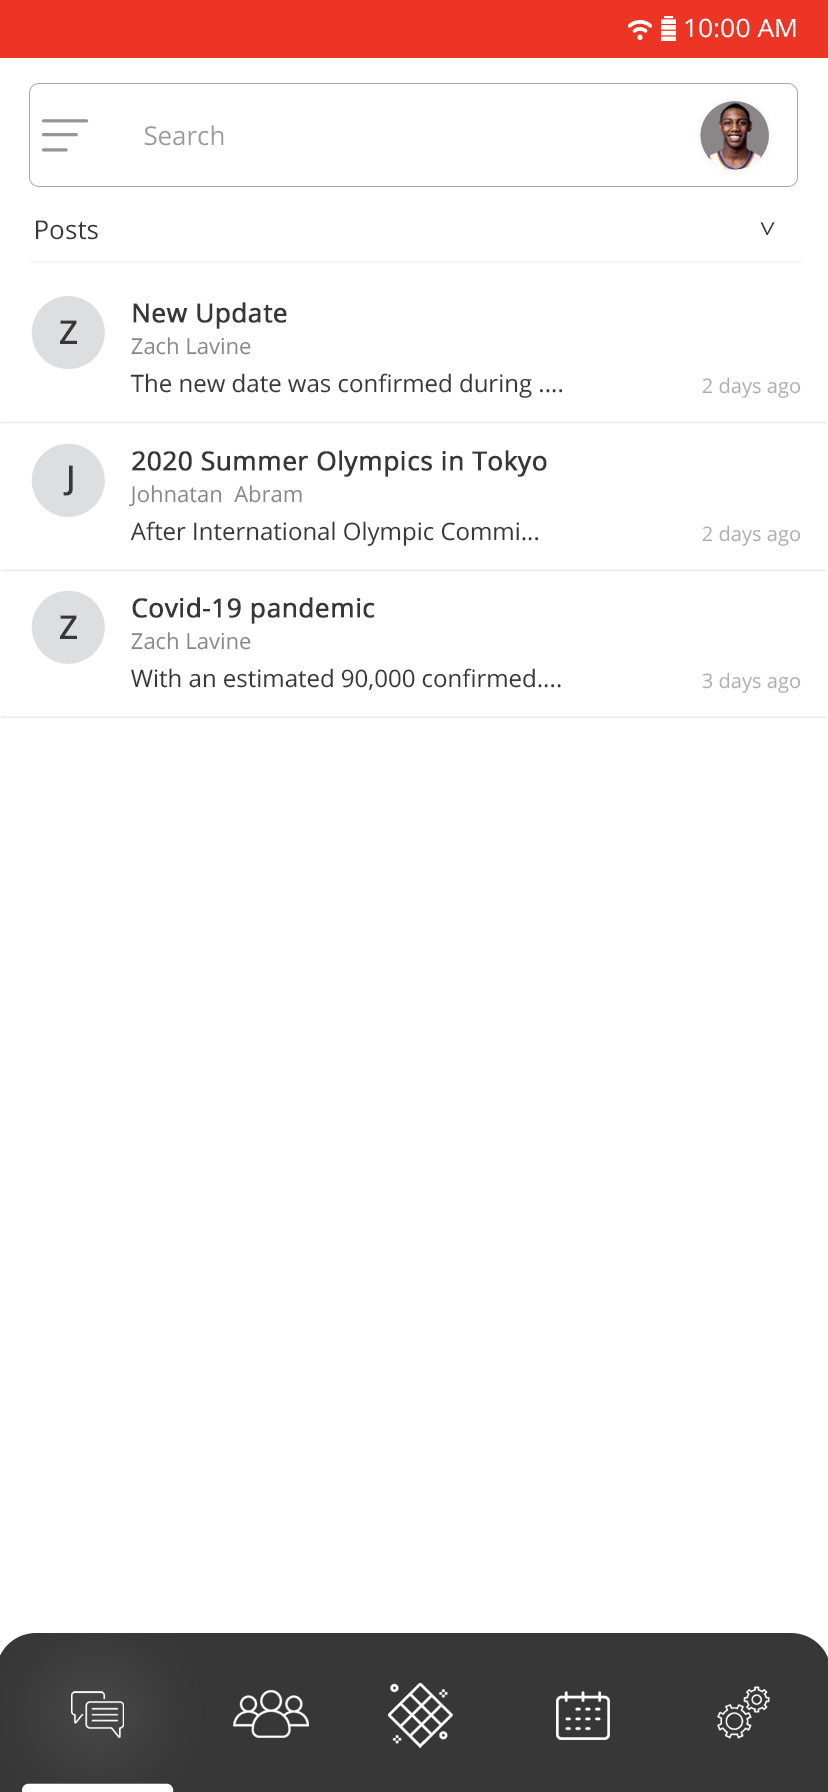 10:00 AM
Search
Posts
Z
New Update
Zach Lavine
The new date was confirmed during ....
2 days ago
J
2020 Summer Olympics in Tokyo
Johnatan Abram
After International Olympic Commi...
2 days ago
Z
Covid-19 pandemic
Zach Lavine
With an estimated 90,000 confirmed....
3 days ago